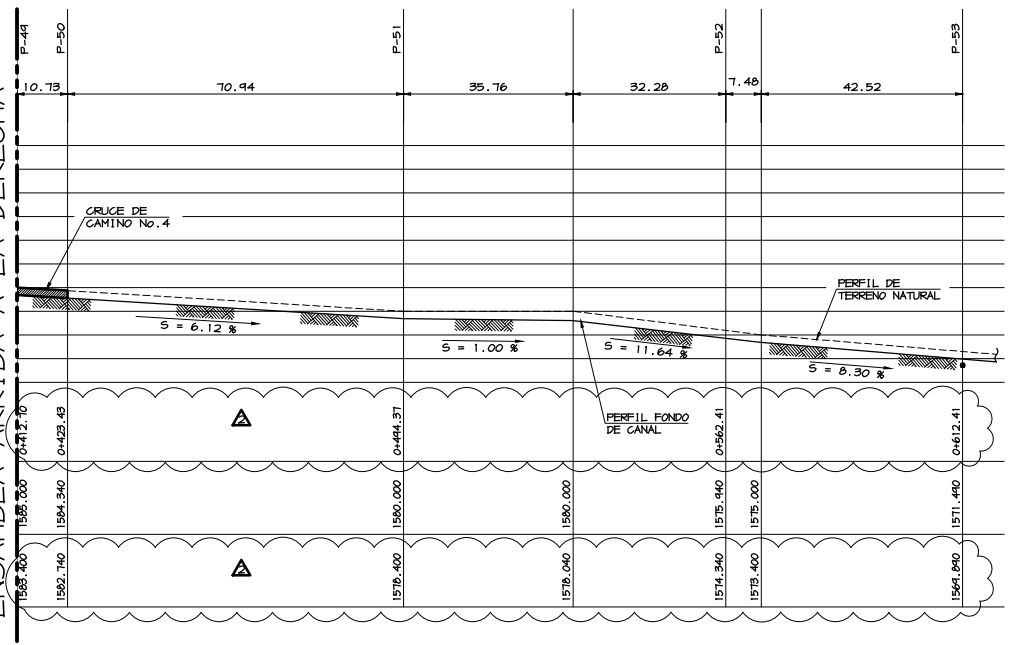 P-49
P-50
P-51
P-52
P-53
10.73
70.94
35.76
32.28
7.48
42.52
CRUCE DE
CAMINO No.4
PERFIL DE
TERRENO NATURAL
S = 6.12 %
S = 1.00 %
S = 11.64 %
S = 8.30 %
PERFIL FONDO
DE CANAL
2
0+412.70
0+423.43
0+494.37
0+562.41
0+612.41
1585.000
1584.340
1580.000
1580.000
1575.940
1575.000
1571.490
2
1583.400
1582.740
1578.400
1578.040
1574.340
1573.400
1569.890